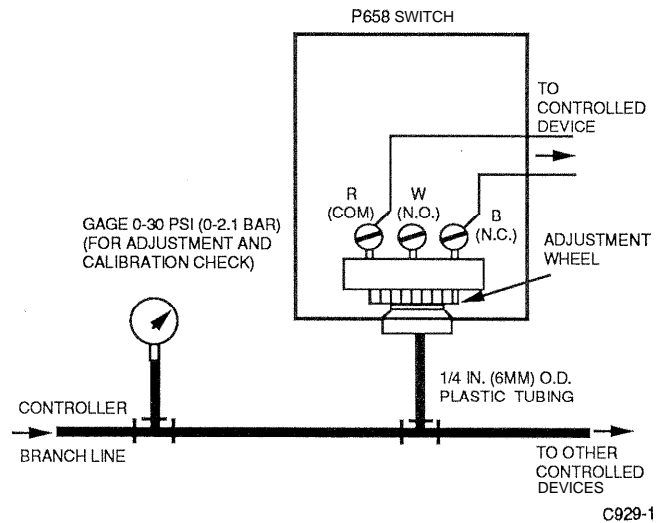 P658 SWITCH
TO
CONTROLLED
DEVICE
R
(COM)
W
(N.O.)
B
(N.C.)
GAGE 0-30 PSI (0-2.1 BAR)
(FOR ADJUSTMENT AND
CALIBRATION CHECK)
ADJUSTMENT
WHEEL
1/4 IN. (6MM) O.D.
PLASTIC TUBING
CONTROLLER
BRANCH LINE
TO OTHER
CONTROLLED
DEVICES
C929-1